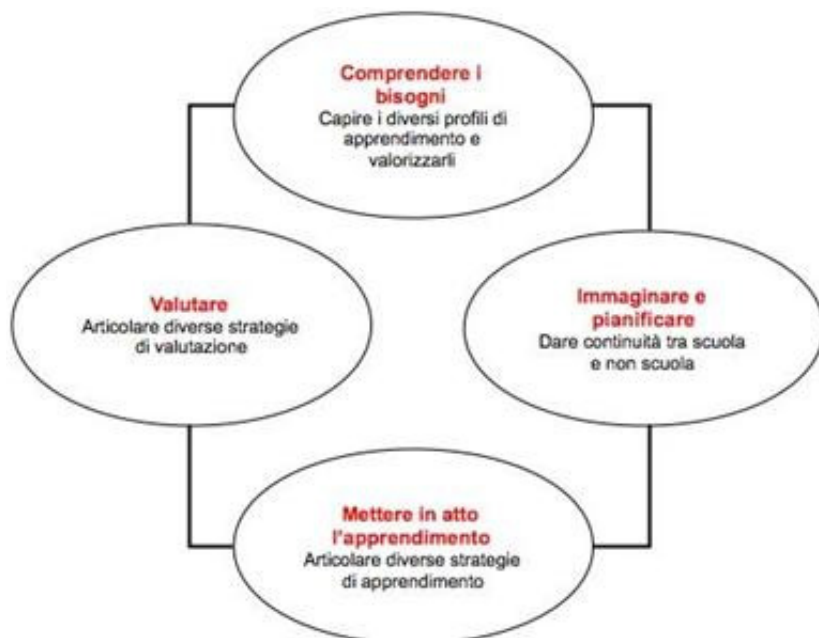 Comprendere i
bisogni
Capire i diversi profili di
apprendimento e
valorizzarli
Valutare
Articolare diverse strategie
di valutazione
Immaginare e
pianificare
Dare continuità tra scuola
e non scuola
Mettere in atto
l'apprendimento
Articolare diverse strategie
di apprendimento